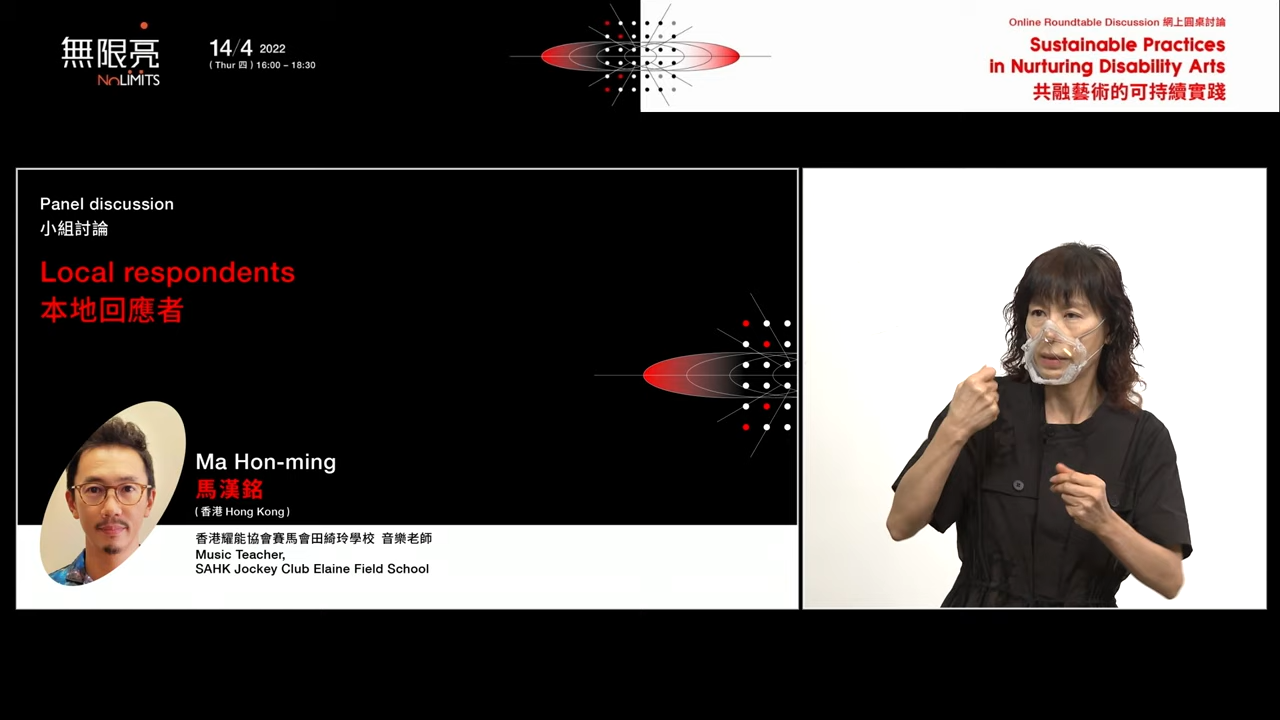 無限亮
NoLIMITS
14/4 2022
( Thur 四 ) 16:00 – 18:30
Online Roundtable Discussion 網上圓桌討論
Sustainable Practices
in Nurturing Disability Arts
共融藝術的可持續實踐
Panel discussion
小組討論
Local respondents
本地回應者
Ma Hon-ming
馬漢銘
( 香港 Hong Kong )
香港耀能協會賽馬會田綺玲學校 音樂老師
Music Teacher,
SAHK Jockey Club Elaine Field School